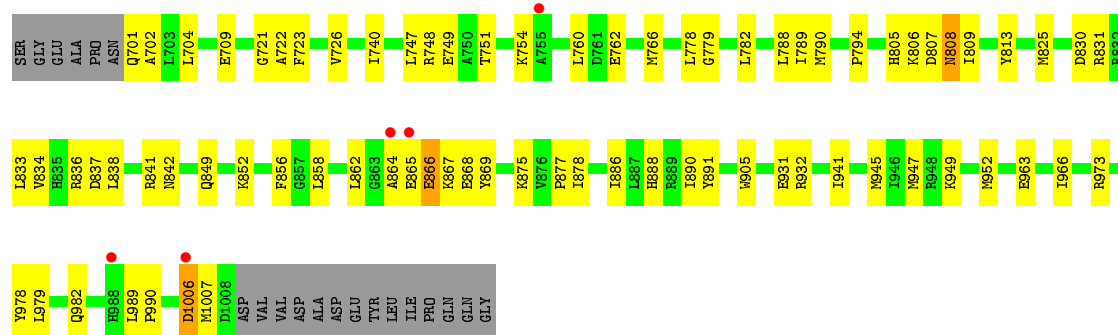 SER GLY GLU ALA PRO ASN Q701 A702 L703 L704 E709 G721 A722 F723 V726 I740 L747 R748 E749 A750 T751 K754 A755 L760 D761 E762 M766 L778 G779 L782 L788 I789 M790 P794 H805 K806 D807 N808 I809 Y813 M825 D830 R831 R832
L833 V834 H835 R836 D837 L838 R841 N842 Q849 K852 F856 G857 L858 L862 G863 A864 E865 E866 K867 E868 Y869 K875 V876 P877 I878 I886 L887 H888 R889 I890 Y891 W905 E931 R932 I941 M945 I946 M947 R948 K949 M952 E963 I966 R973
Y978 L979 Q982 H988 L989 P990 D1006 M1007 D1008 ASP VAL VAL ASP ALA ASP GLU TYR LEU ILE PRO GLN GLN GLY